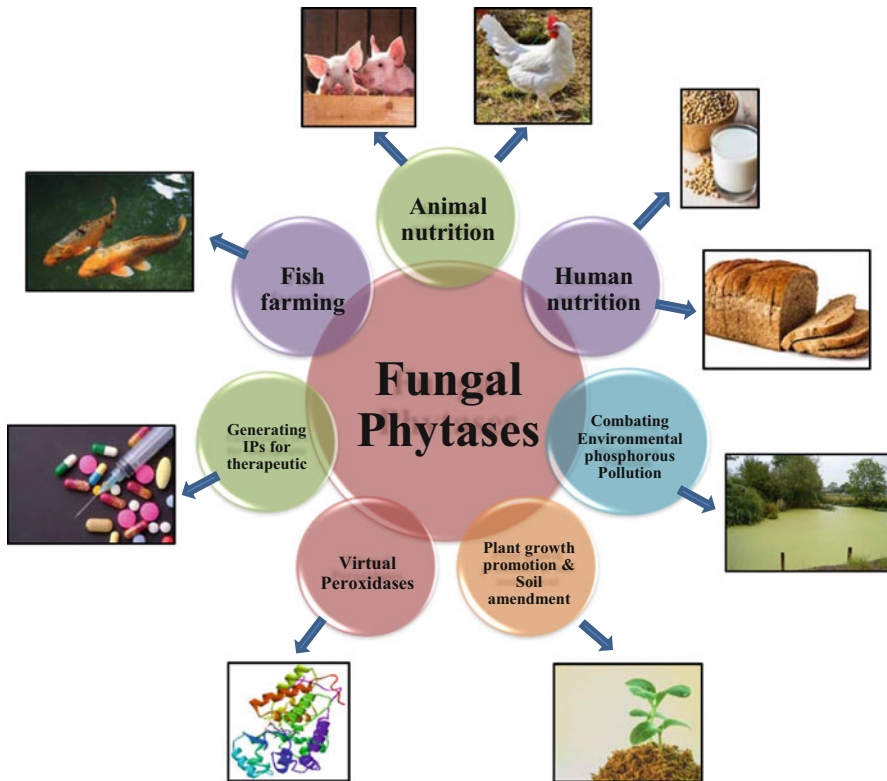 Fungal
Phytases
Animal
nutrition
Human
nutrition
Combating
Environmental
phosphorous
Pollution
Plant growth
promotion &
Soil
amendment
Virtual
Peroxidases
Generating
IPs for
therapeutic
Fish
farming